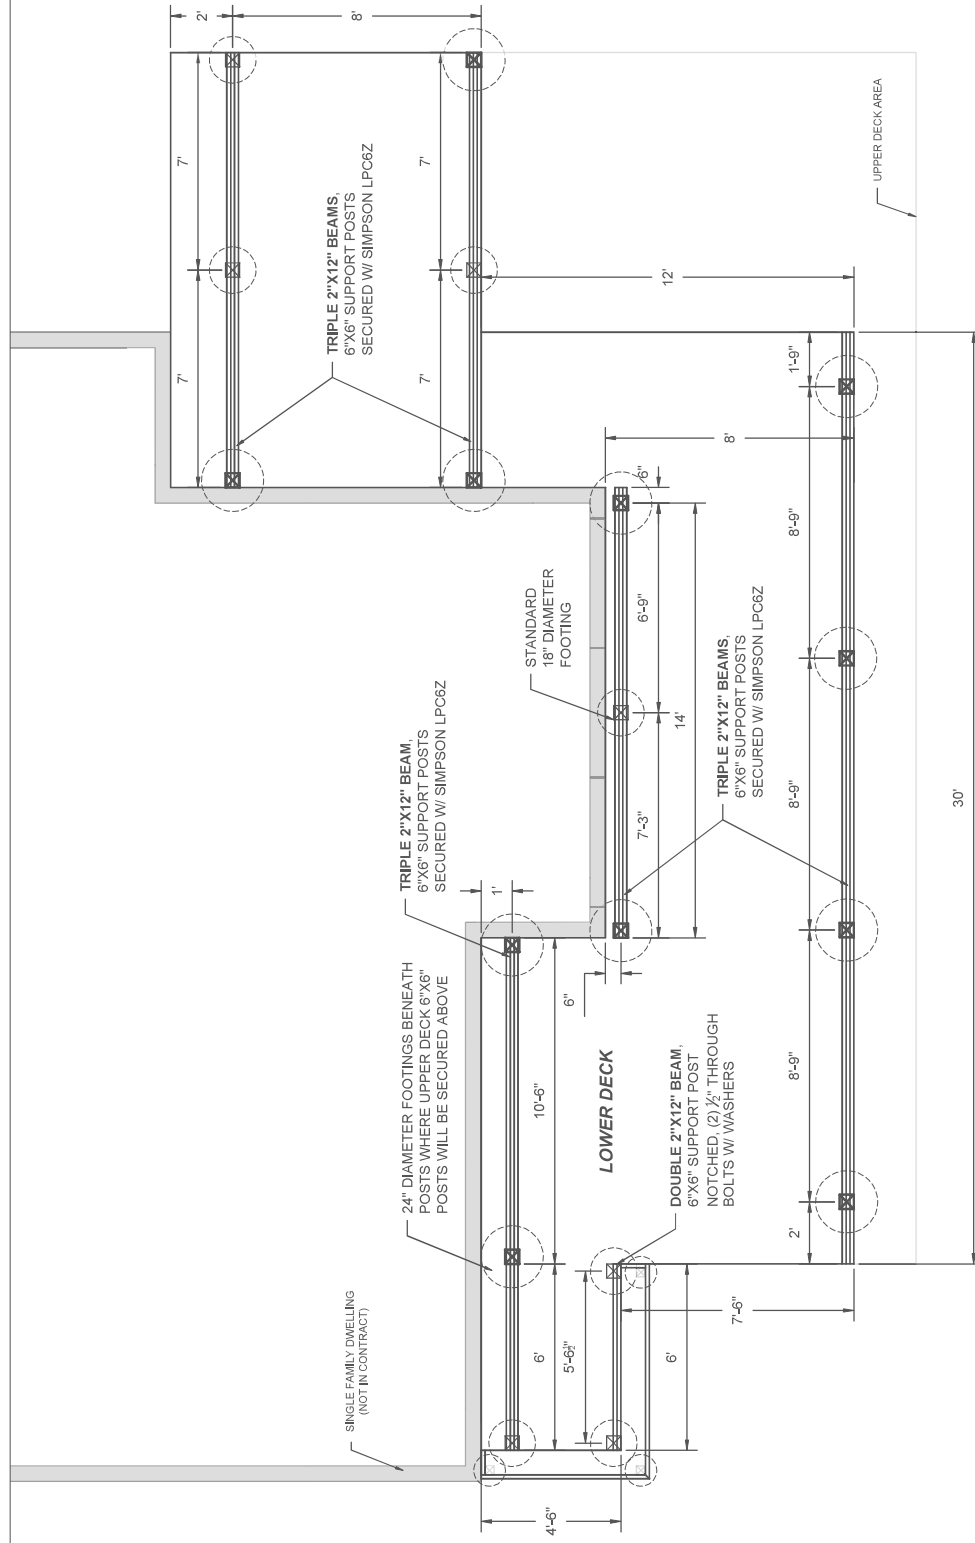 SINGLE FAMILY DWELLING
(NOT IN CONTRACT)
24" DIAMETER FOOTINGS BENEATH
POSTS WHERE UPPER DECK 6"X6"
POSTS WILL BE SECURED ABOVE
TRIPLE 2"X12" BEAM,
6"X6" SUPPORT POSTS
SECURED W/ SIMPSON LPC6Z
STANDARD
18" DIAMETER
FOOTING
TRIPLE 2"X12" BEAMS,
6"X6" SUPPORT POSTS
SECURED W/ SIMPSON LPC6Z
2'
8'
7'
7'
7'
7'
4'-6"
6'
10'-6"
1'
5'-6½"
6'
6"
LOWER DECK
DOUBLE 2"X12" BEAM,
6"X6" SUPPORT POST
NOTCHED, (2) ½" THROUGH
BOLTS W/ WASHERS
7'-3"
6'-9"
6"
14'
8'
12'
TRIPLE 2"X12" BEAMS,
6"X6" SUPPORT POSTS
SECURED W/ SIMPSON LPC6Z
7'-6"
2'
8'-9"
8'-9"
8'-9"
1'-9"
30'
UPPER DECK AREA